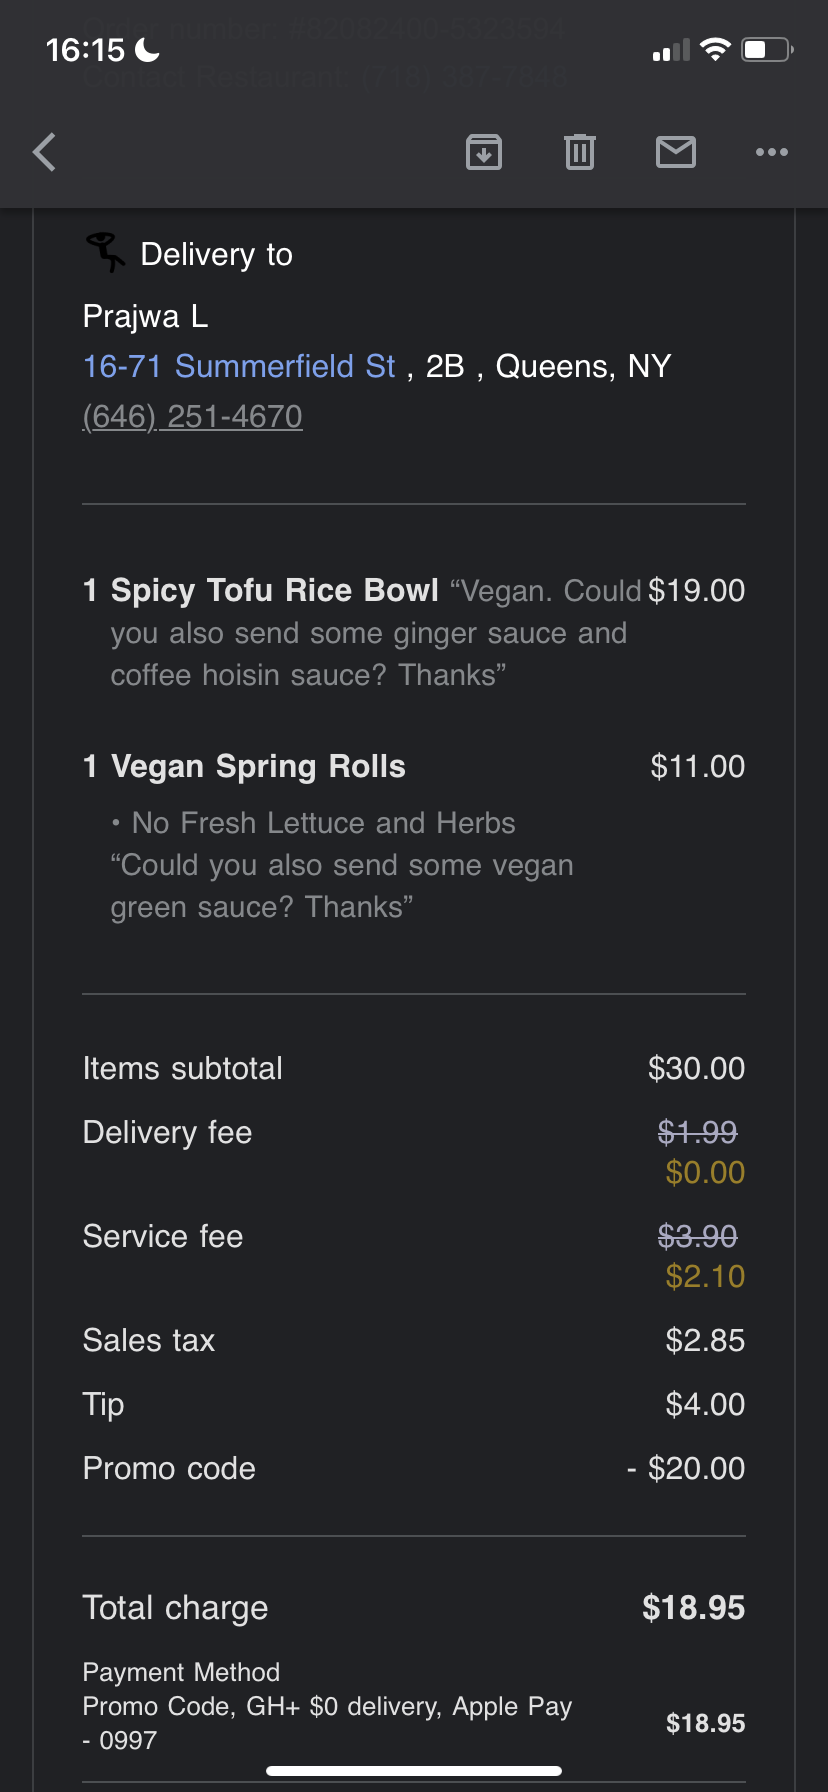 Order number: #82082400-5323594
16:15
Contact Restaurant: (718) 387-7848
Delivery to
Prajwa L
16-71 Summerfield St , 2B , Queens, NY
(646) 251-4670
1 Spicy Tofu Rice Bowl “Vegan. Could $19.00
you also send some ginger sauce and
coffee hoisin sauce? Thanks”
1 Vegan Spring Rolls $11.00
• No Fresh Lettuce and Herbs
“Could you also send some vegan
green sauce? Thanks”
Items subtotal $30.00
Delivery fee $1.99
$0.00
Service fee $3.90
$2.10
Sales tax $2.85
Tip $4.00
Promo code - $20.00
Total charge $18.95
Payment Method
Promo Code, GH+ $0 delivery, Apple Pay
- 0997 $18.95